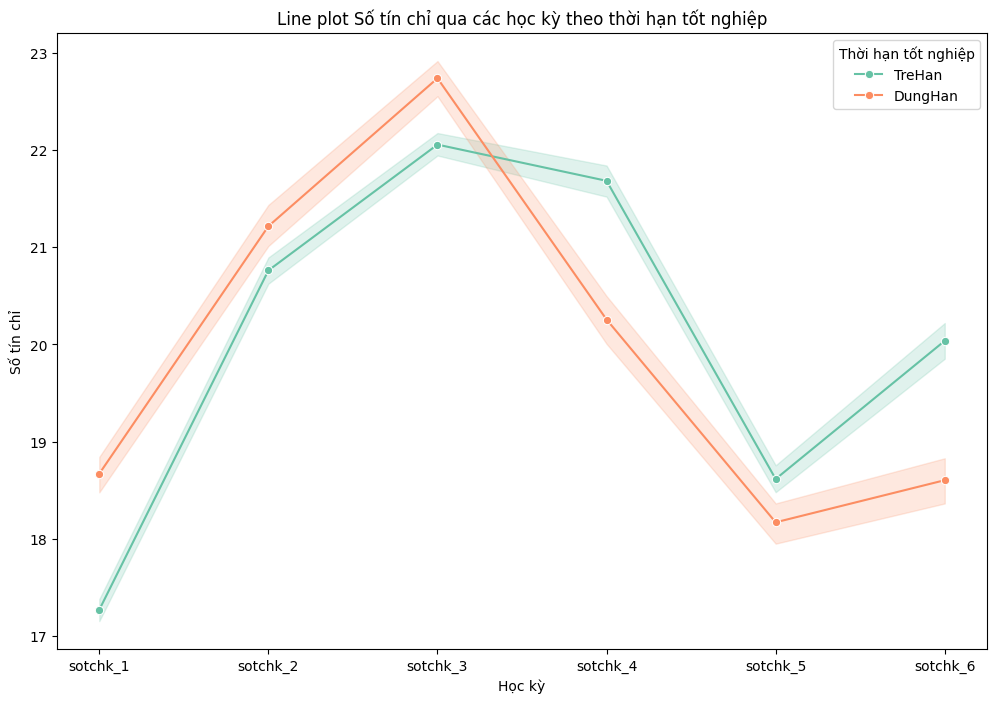 Line plot Số tín chỉ qua các học kỳ theo thời hạn tốt nghiệp
Thời hạn tốt nghiệp
TreHan
DungHan
Số tín chỉ
23
22
21
20
19
18
17
sotchk_1
sotchk_2
sotchk_3
sotchk_4
sotchk_5
sotchk_6
Học kỳ